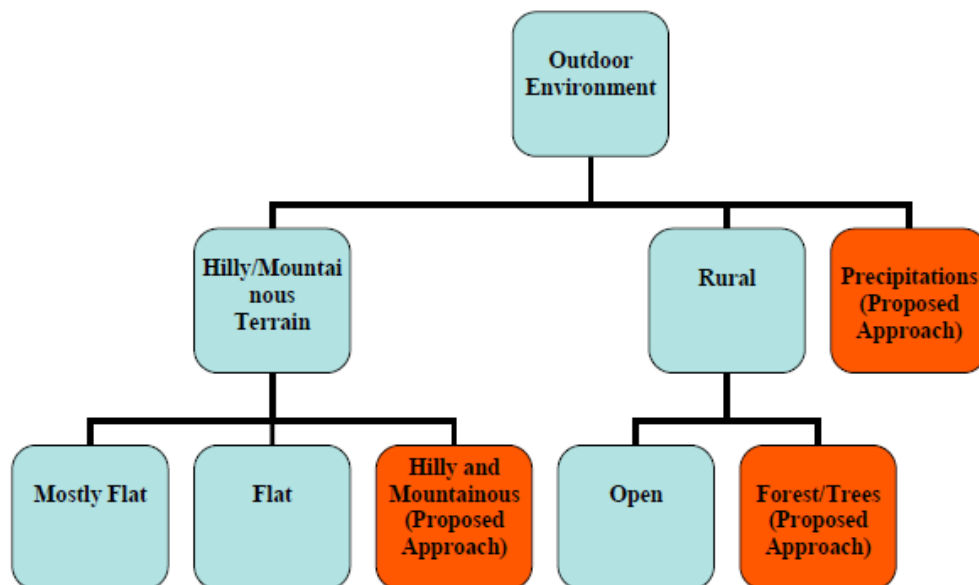 Outdoor
Environment
Hilly/Mountai
nous
Terrain
Rural
Precipitations
(Proposed
Approach)
Mostly Flat
Flat
Hilly and
Mountainous
(Proposed
Approach)
Open
Forest/Trees
(Proposed
Approach)